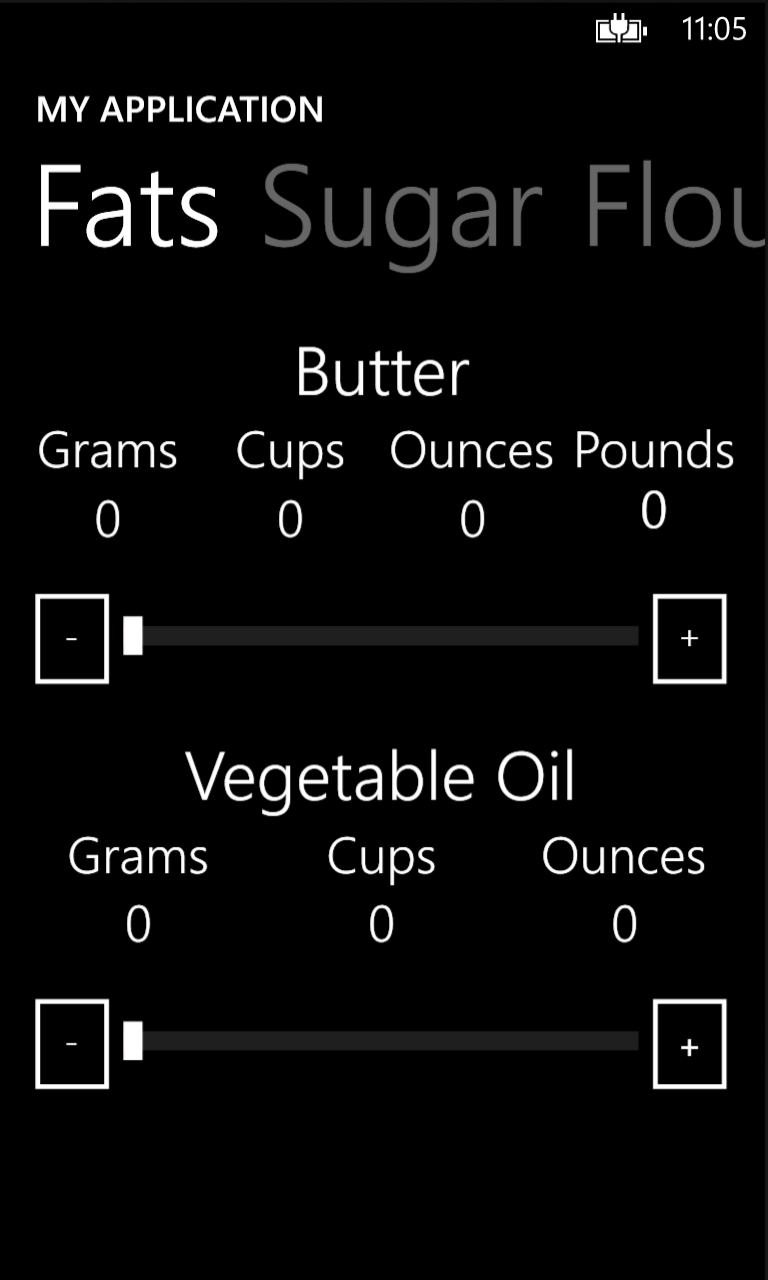 11:05
MY APPLICATION
Fats Sugar Flou
Butter
Grams Cups Ounces Pounds
0 0 0 0
- +
Vegetable Oil
Grams Cups Ounces
0 0 0
- +